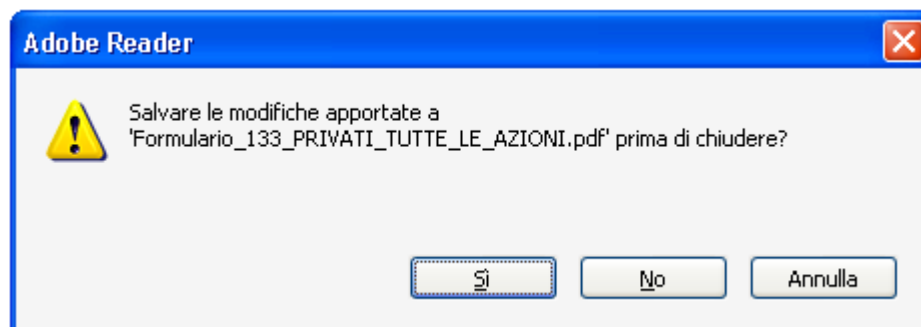 Adobe Reader
Salvare le modifiche apportate a
'Formulario_133_PRIVATI_TUTTE_LE_AZIONI.pdf' prima di chiudere?
Sì No Annulla